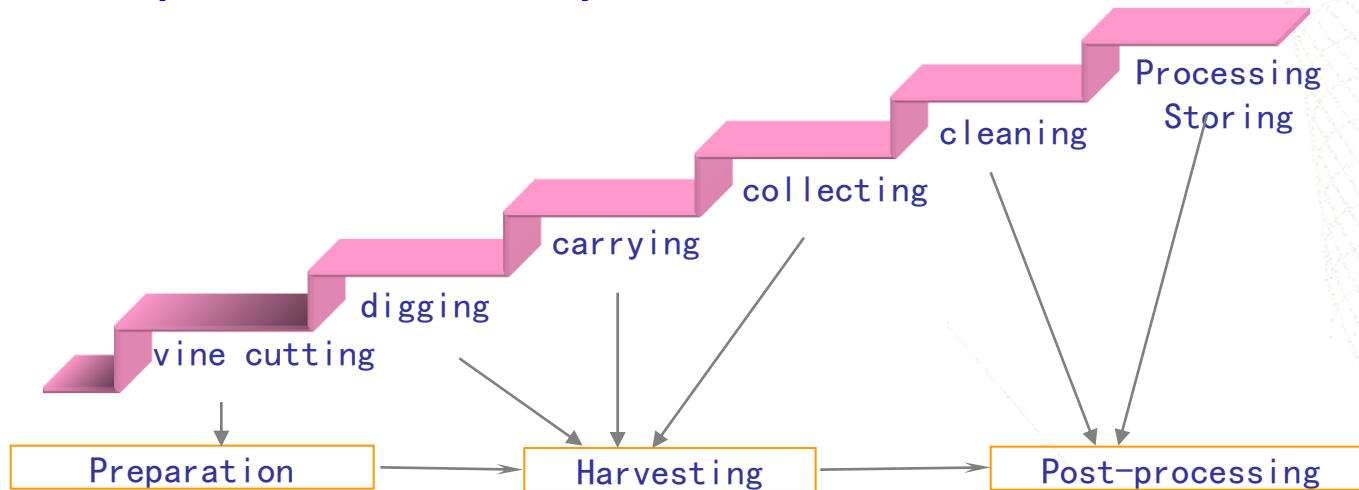 Processing
Storing
cleaning
collecting
carrying
digging
vine cutting
Preparation
Harvesting
Post-processing